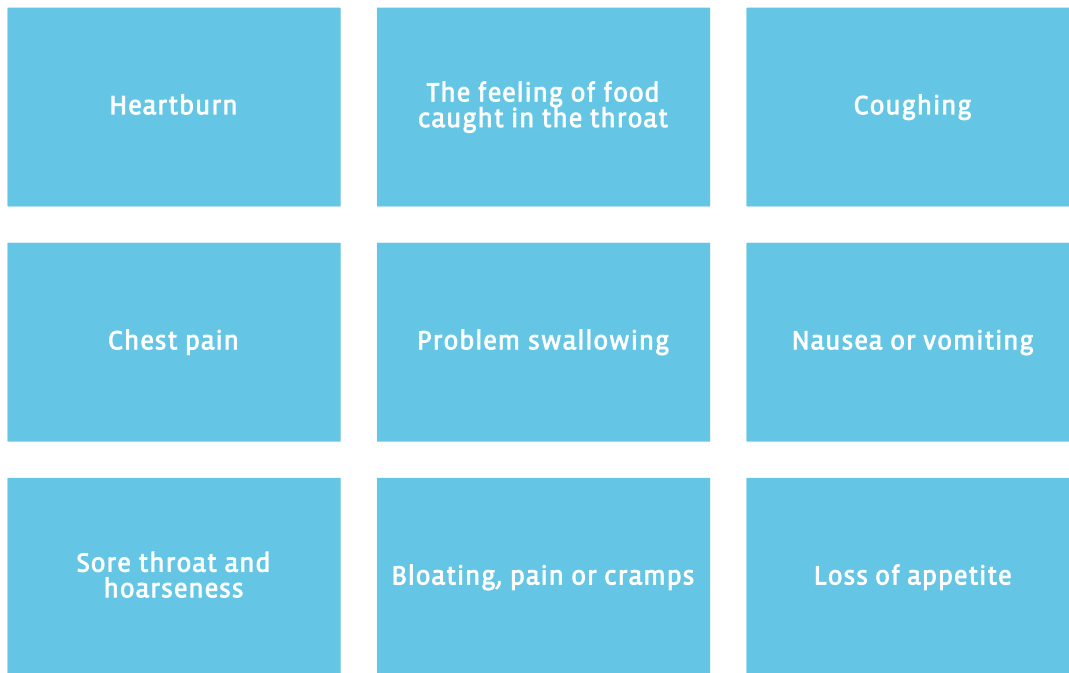 Heartburn
The feeling of food
caught in the throat
Coughing
Chest pain
Problem swallowing
Nausea or vomiting
Sore throat and
hoarseness
Bloating, pain or cramps
Loss of appetite